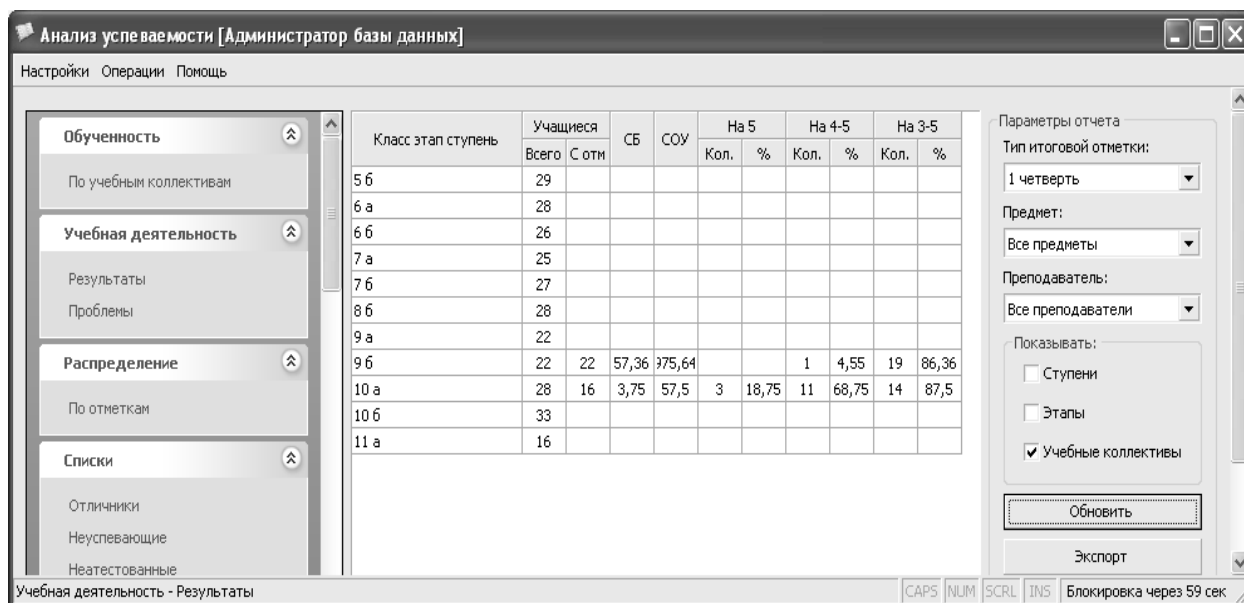 Анализ успеваемости [Администратор базы данных]
Настройки Операции Помощь
Обученность
По учебным коллективам
Учебная деятельность
Результаты
Проблемы
Распределение
По отметкам
Списки
Отличники
Неуспевающие
Неатестованные
Класс этап ступень Учащиеся СБ СОУ На 5 На 4-5 На 3-5
Всего С отм Кол. % Кол. % Кол. %
5 б 29
6 а 28
6 б 26
7 а 25
7 б 27
8 б 28
9 а 22
9 б 22 22 57,36 975,64 1 4,55 19 86,36
10 а 28 16 3,75 57,5 3 18,75 11 68,75 14 87,5
10 б 33
11 а 16
Параметры отчета
Тип итоговой отметки:
1 четверть
Предмет:
Все предметы
Преподаватель:
Все преподаватели
Показывать:
Ступени
Этапы
Учебные коллективы
Обновить
Экспорт
Учебная деятельность - Результаты CAPS NUM SCRL INS Блокировка через 59 сек